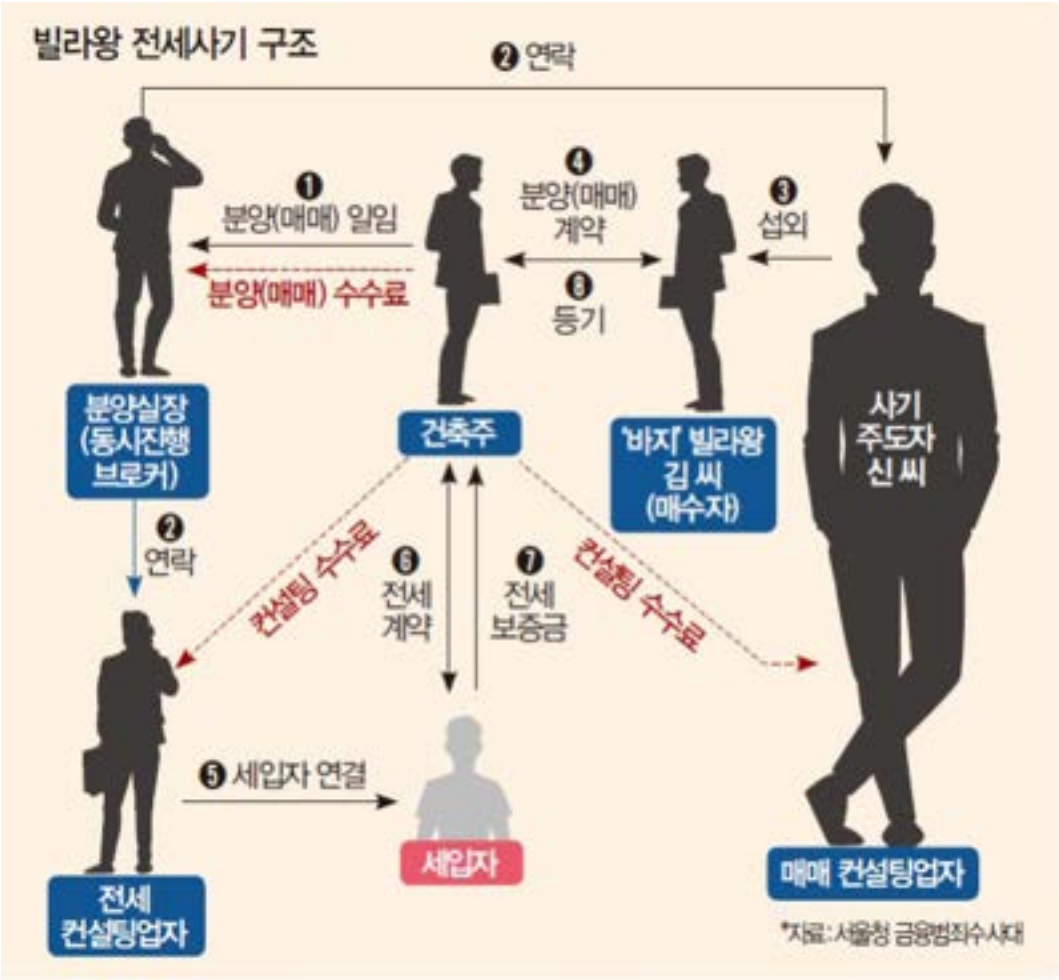 빌라왕 전세사기 구조
❷ 연락
❶
분양(매매) 일임
분양(매매) 수수료
❹
분양(매매)
계약
❽
등기
❸
섭외
분양실장
(동시진행
브로커)
건축주
'바지' 빌라왕
김 씨
(매수자)
사기
주도자
신 씨
❷
연락
컨설팅 수수료
❻
전세
계약
❼
전세
보증금
컨설팅 수수료
❺ 세입자 연결
세입자
전세
컨설팅업자
매매 컨설팅업자
*자료: 서울청 금융범죄수사대